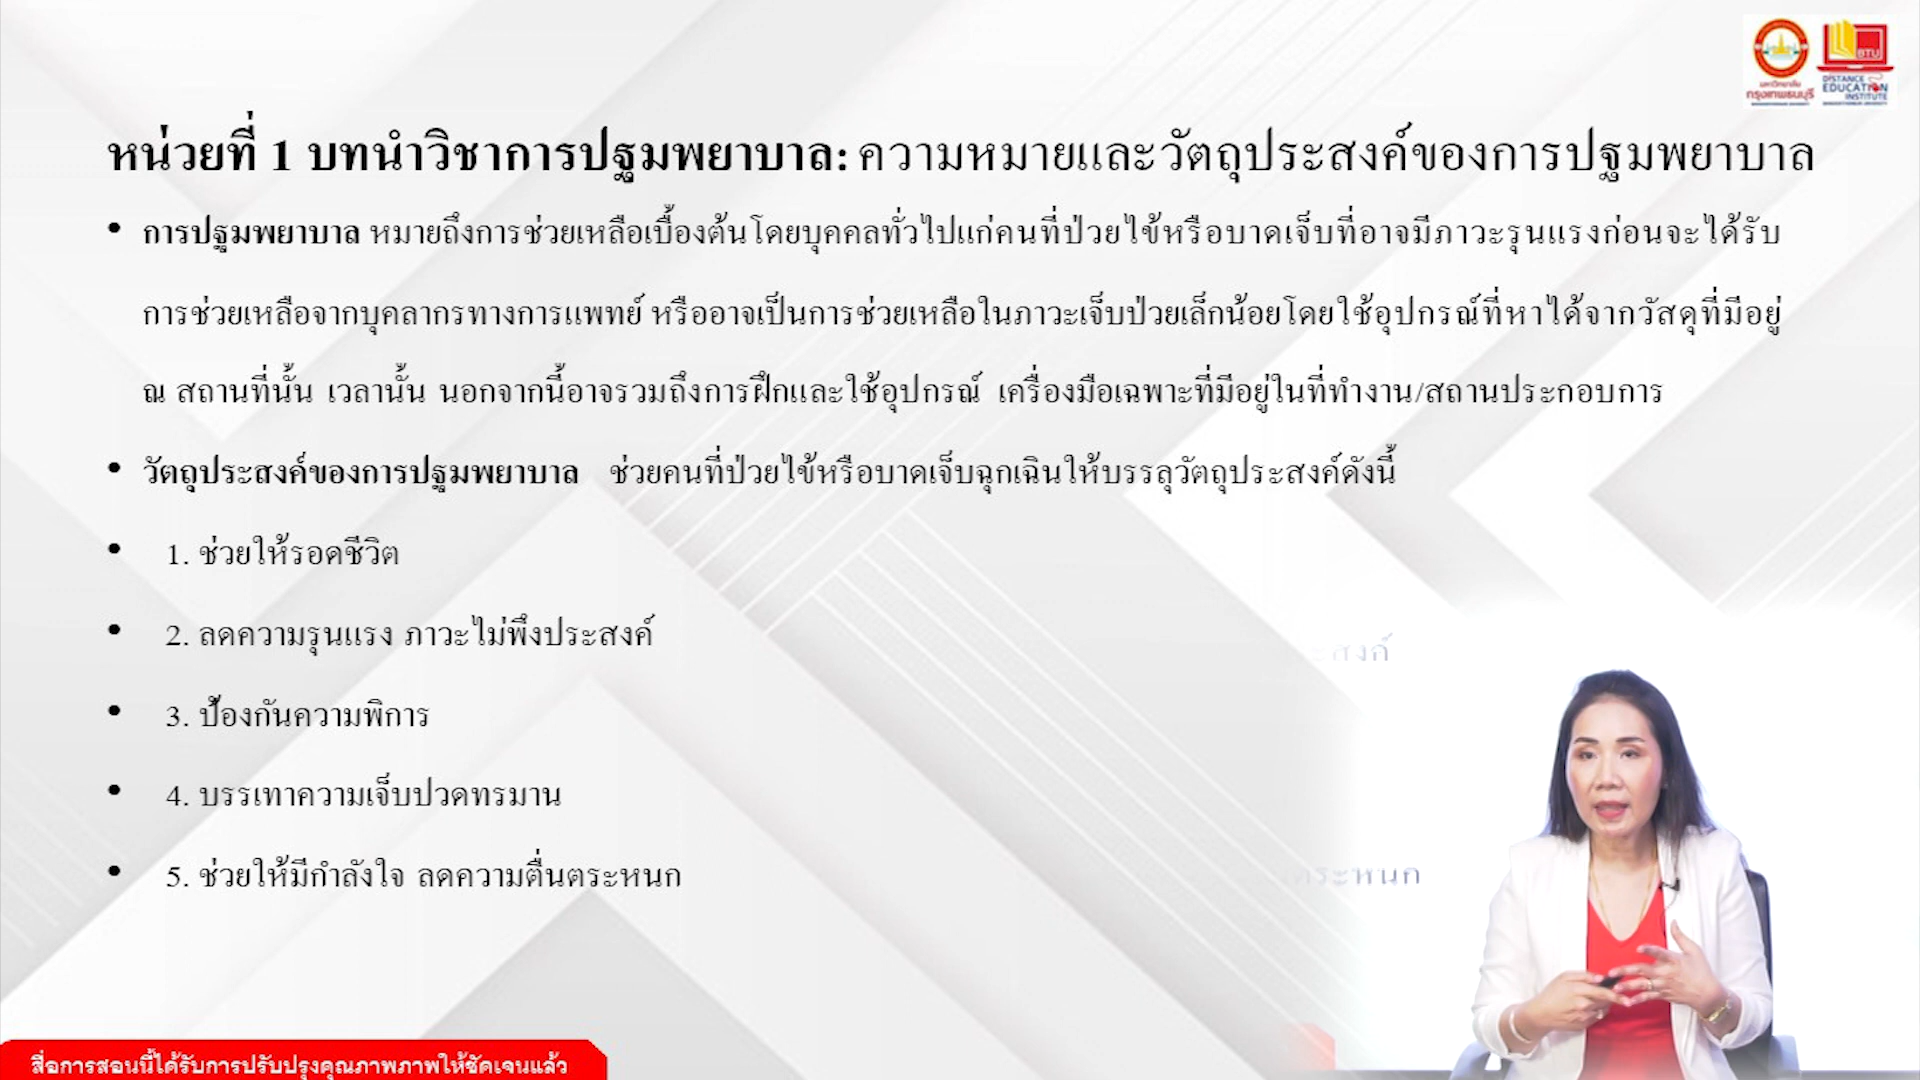 มหาวิทยาลัย
กรุงเทพธนบุรี
BTU
DISTANCE
EDUCATION
INSTITUTE
หน่วยที่ 1 บทนำวิชาการปฐมพยาบาล: ความหมายและวัตถุประสงค์ของการปฐมพยาบาล
• การปฐมพยาบาล หมายถึงการช่วยเหลือเบื้องต้นโดยบุคคลทั่วไปแก่คนที่ป่วยไข้หรือบาดเจ็บที่อาจมีภาวะรุนแรงก่อนจะได้รับ
การช่วยเหลือจากบุคลากรทางการแพทย์ หรืออาจเป็นการช่วยเหลือในภาวะเจ็บป่วยเล็กน้อยโดยใช้อุปกรณ์ที่หาได้จากวัสดุที่มีอยู่
ณ สถานที่นั้น เวลานั้น นอกจากนี้อาจรวมถึงการฝึกและใช้อุปกรณ์ เครื่องมือเฉพาะที่มีอยู่ในที่ทำงาน/สถานประกอบการ
• วัตถุประสงค์ของการปฐมพยาบาล ช่วยคนที่ป่วยไข้หรือบาดเจ็บฉุกเฉินให้บรรลุวัตถุประสงค์ดังนี้
• 1. ช่วยให้รอดชีวิต
• 2. ลดความรุนแรง ภาวะไม่พึงประสงค์
• 3. ป้องกันความพิการ
• 4. บรรเทาความเจ็บปวดทรมาน
• 5. ช่วยให้มีกำลังใจ ลดความตื่นตระหนก
สื่อการสอนนี้ได้รับการปรับปรุงคุณภาพภาพให้ชัดเจนแล้ว